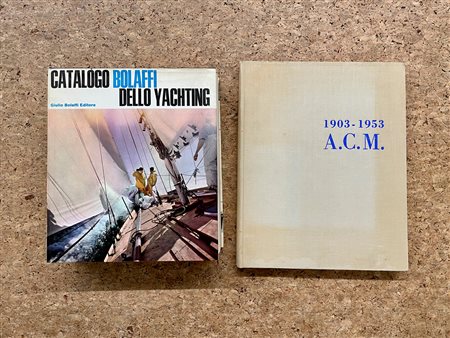 CATALOGO BOLAFFI
DELLO YACHTING
Giulio Bolaffi Editore
1903-1953
A.C.M.